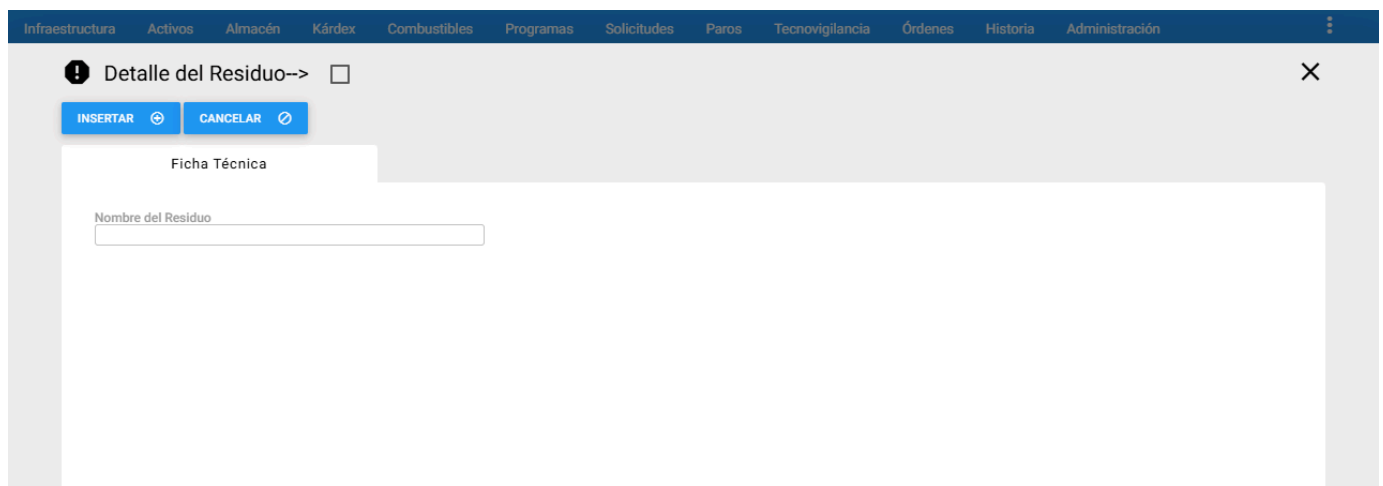 Infraestructura Activos Almacén Kárdex Combustibles Programas Solicitudes Paros Tecnovigilancia Órdenes Historia Administración
Detalle del Residuo-->
INSERTAR CANCELAR
Ficha Técnica
Nombre del Residuo